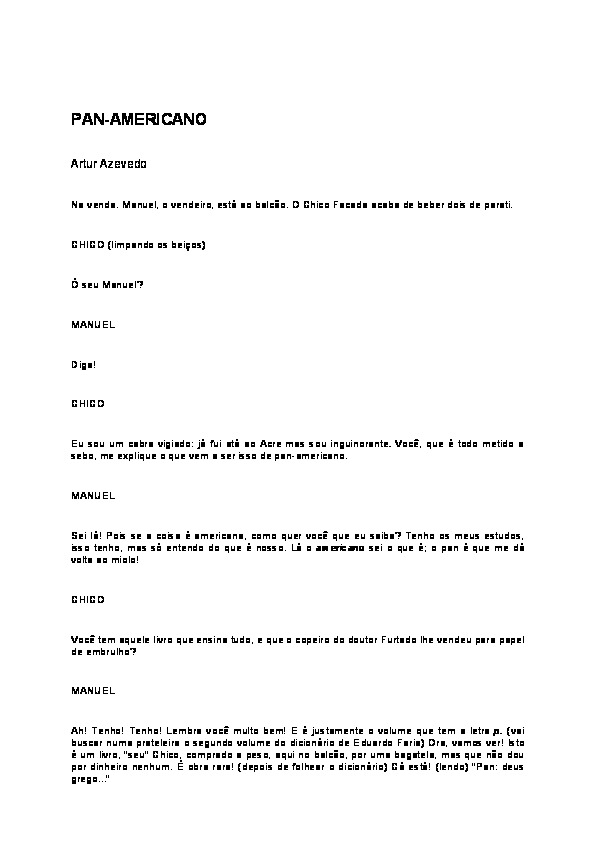 PAN-AMERICANO
Artur Azevedo
Na venda. Manuel, o vendeiro, está ao balcão. O Chico Facada acaba de beber dois de parati.
CHICO (limpando os beiços)
Ó seu Manuel?
MANUEL
Diga!
CHICO
Eu sou um cabra vigiado; já fui até ao Acre mas sou inguinorante. Você, que é todo metido a
sebo, me explique o que vem a ser isso de pan-americano.
MANUEL
Sei lá! Pois se a coisa é americana, como quer você que eu saiba? Tenho os meus estudos,
isso tenho, mas só entendo do que é nosso. Lá o americano sei o que é; o pan é que me dá
volta ao miolo!
CHICO
Você tem aquele livro que ensina tudo, e que o copeiro do doutor Furtado lhe vendeu para papel
de embrulho?
MANUEL
Ah! Tenho! Tenho! Lembra você muito bem! E é justamente o volume que tem a letra p. (vai
buscar numa prateleira o segundo volume do dicionário de Eduardo Faria) Ora, vamos ver! Isto
é um livro, "seu" Chico, comprado a peso, aqui no balcão, por uma bagatela, mas que não dou
por dinheiro nenhum. É obra rara! (depois de folhear o dicionário) Cá está! (lendo) "Pan: deus
grego..."